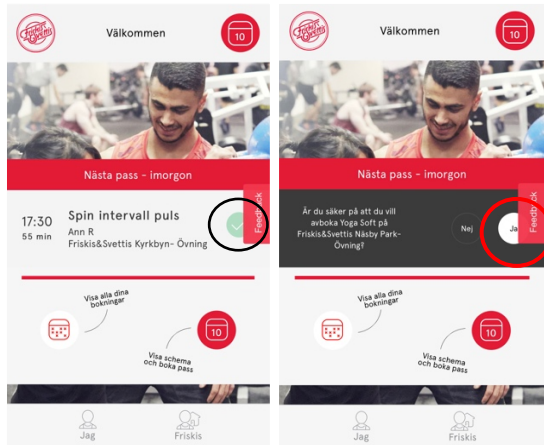 Friskis
Svettis
Välkommen
10
Nästa pass - imorgon
17:30
55 min
Spin intervall puls
Ann R
Friskis&Svettis Kyrkbyn- Övning
Feedback
Visa alla dina
bokningar
10
Visa schema
och boka pass
Jag
Friskis
Friskis
Svettis
Välkommen
10
Nästa pass - imorgon
Är du säker på att du vill
avboka Yoga Soft på
Friskis&Svettis Näsby Park-
Övning?
Nej
Ja
Feedback
Visa alla dina
bokningar
10
Visa schema
och boka pass
Jag
Friskis